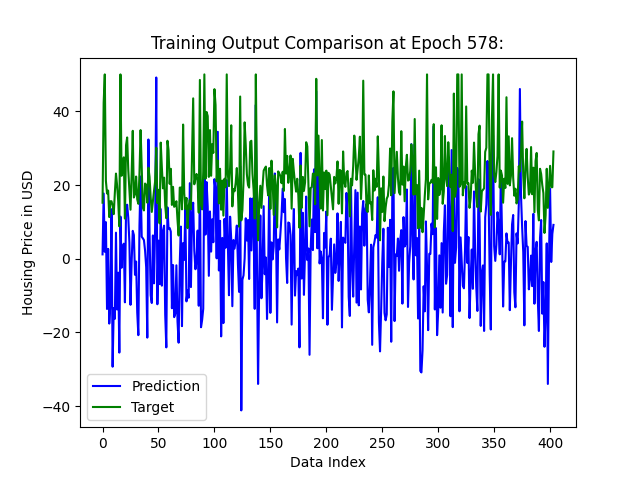 Training Output Comparison at Epoch 578:
Housing Price in USD
40
20
0
−20
−40
Prediction
Target
0 50 100 150 200 250 300 350 400
Data Index